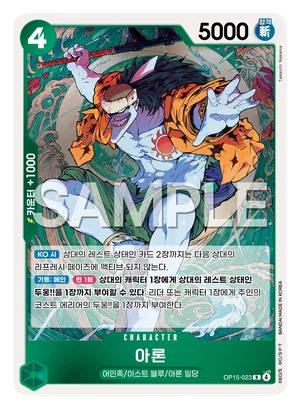 4
5000
참격
斬
카운터 +1000
SAMPLE
KO 시 상대의 레스트 상태인 카드 2장까지는 다음 상대의
리프레시 페이즈에 액티브 되지 않는다.
기동: 메인 턴 1회 상대의 캐릭터 1장에게 상대의 레스트 상태인
두웅!!을 1장까지 부여할 수 있다: 리더 또는 캐릭터 1장에게 주인의
코스트 에리어의 두웅!!을 1장까지 부여한다.
CHARACTER
아론
어인족/이스트 블루/아론 일당
OP15-023 R
4
BANDAI MADE IN KOREA